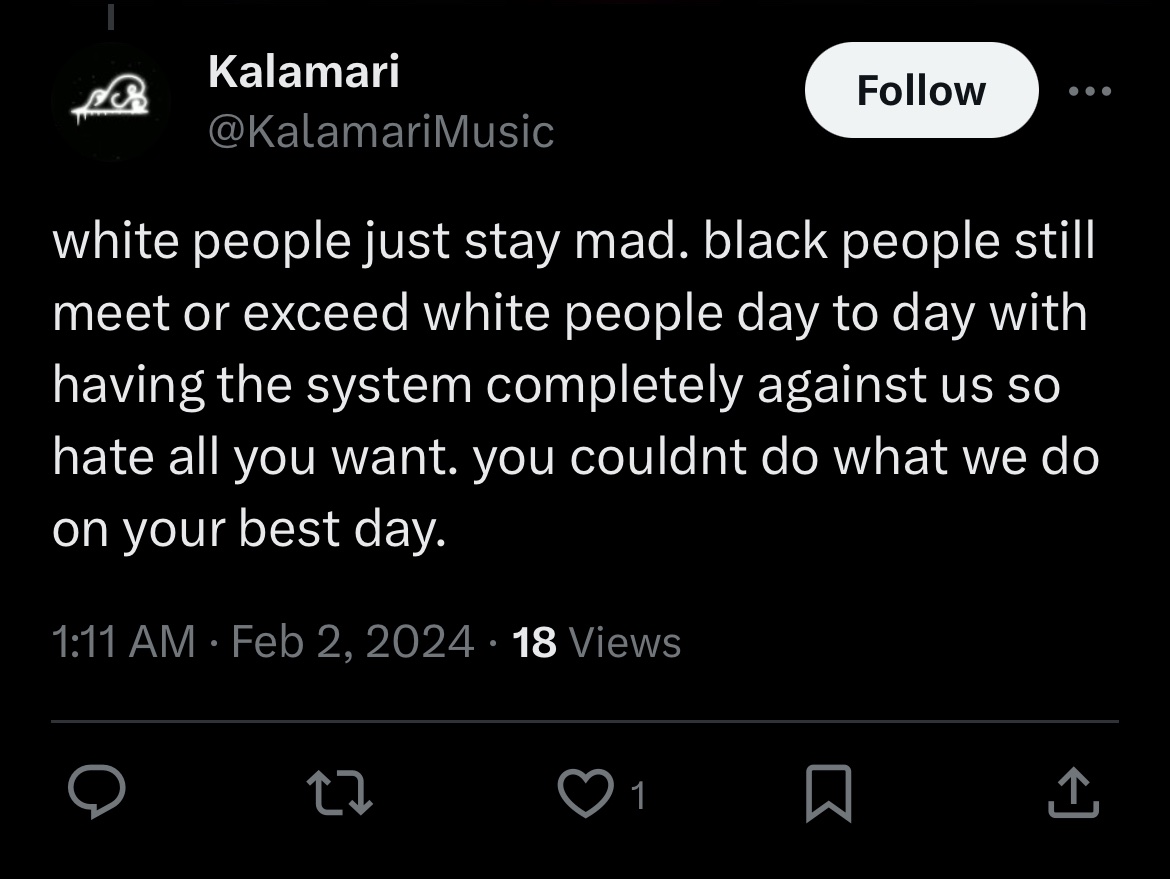 Kalamari
Follow
@KalamariMusic
white people just stay mad. black people still
meet or exceed white people day to day with
having the system completely against us so
hate all you want. you couldnt do what we do
on your best day.
1:11 AM · Feb 2, 2024 · 18 Views
1